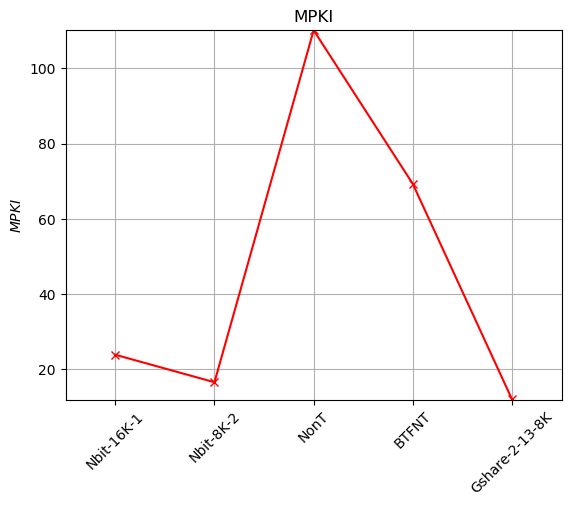 MPKI
MPKI
100
80
60
40
20
Nbit-16K-1
Nbit-8K-2
NonT
BTFNT
Gshare-2-13-8K